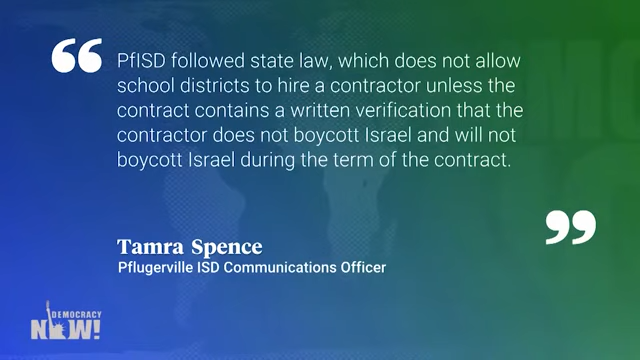 “
PfISD followed state law, which does not allow
school districts to hire a contractor unless the
contract contains a written verification that the
contractor does not boycott Israel and will not
boycott Israel during the term of the contract.
”
Tamra Spence
Pflugerville ISD Communications Officer
DEMOCRACY
NOW!